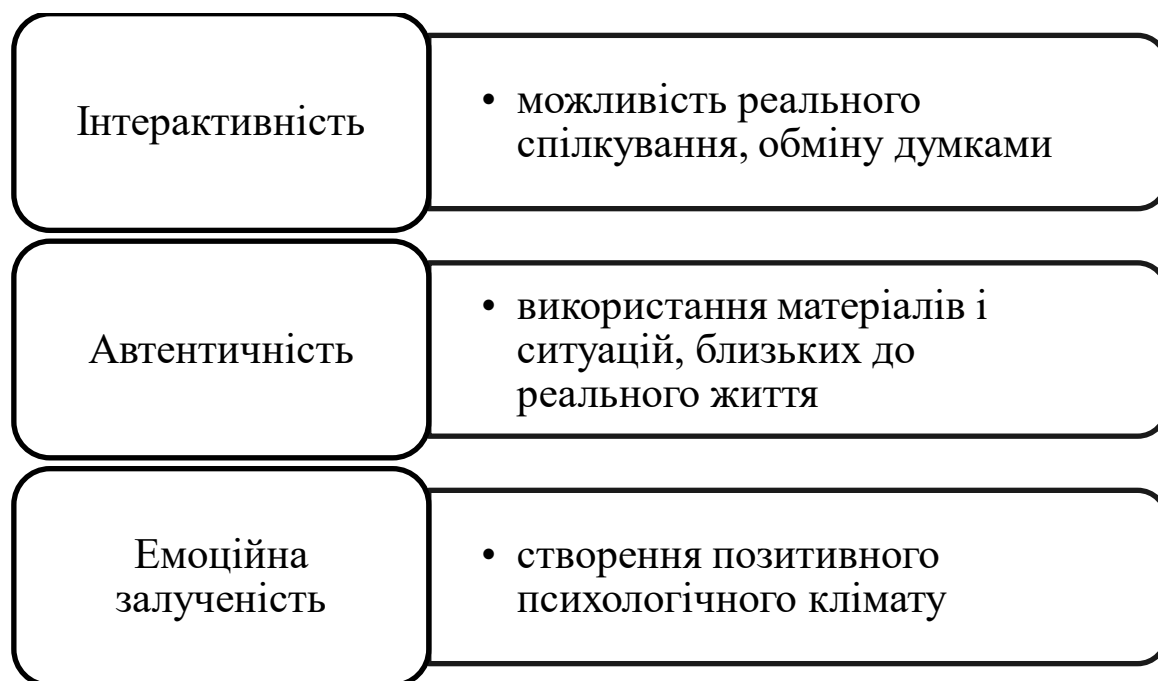 Інтерактивність
• можливість реального
спілкування, обміну думками
Автентичність
• використання матеріалів і
ситуацій, близьких до
реального життя
Емоційна
залученість
• створення позитивного
психологічного клімату